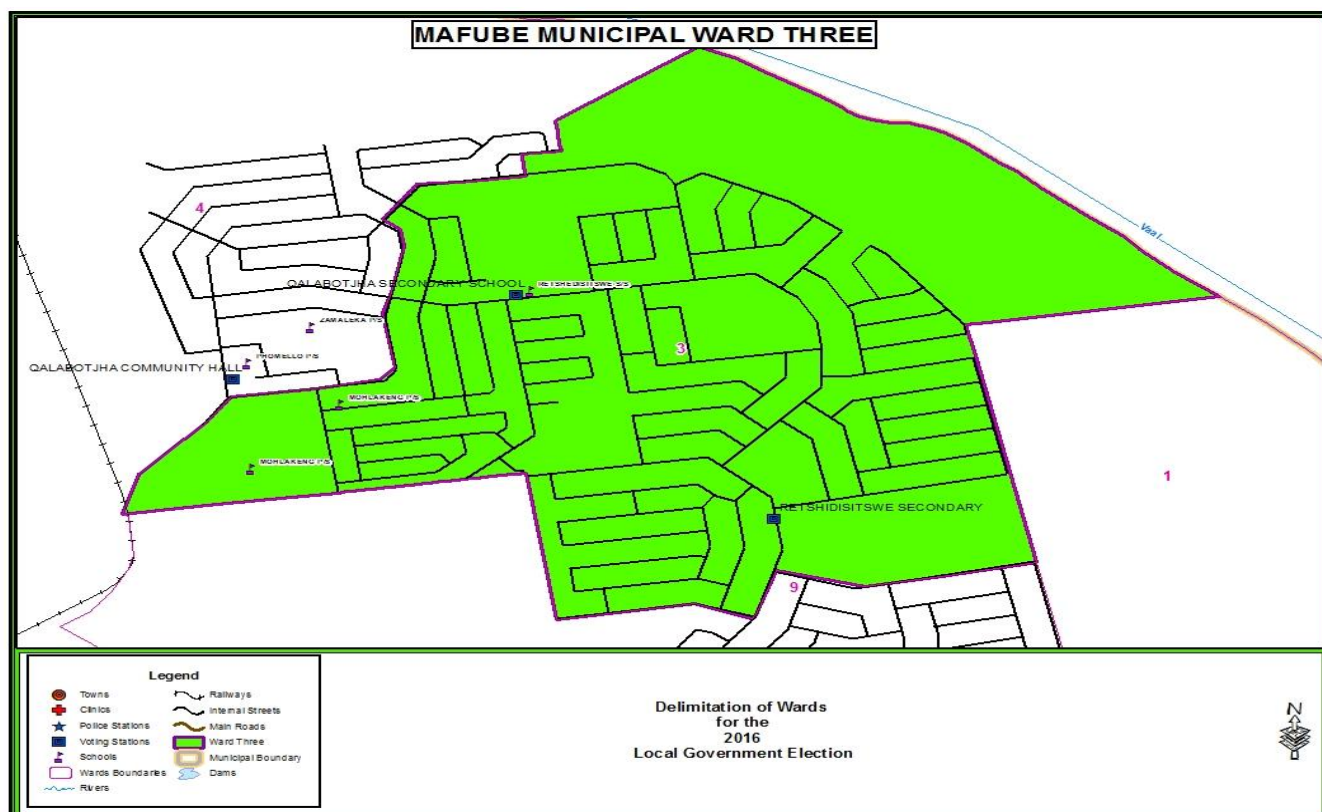 MAFUBE MUNICIPAL WARD THREE
4
Vaal
QALABOTJHA SECONDARY SCHOOL
RETSHEDISITSWE S/S
ZAMALEKA P/S
3
PHOMELLO P/S
QALABOTJHA COMMUNITY HALL
MOHLAKENG P/S
MOHLAKENG P/S
1
RETSHIDISITSWE SECONDARY
9
Legend
Towns
Clinics
Police Stations
Voting Stations
Schools
Wards Boundaries
Rivers
Railways
Internal Streets
Main Roads
Ward Three
Municipal Boundary
Dams
Delimitation of Wards
for the
2016
Local Government Election
N